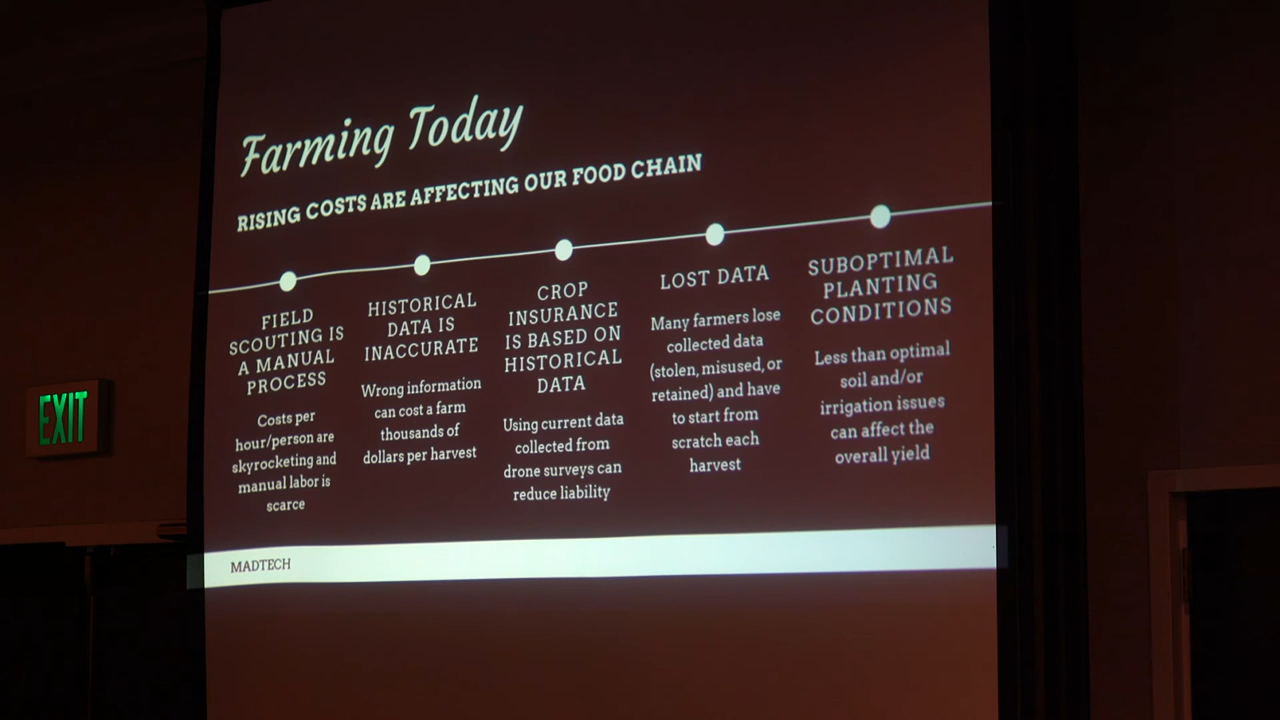 Farming Today
RISING COSTS ARE AFFECTING OUR FOOD CHAIN
FIELD
SCOUTING IS
A MANUAL
PROCESS
Costs per
hour/person are
skyrocketing and
manual labor is
scarce
HISTORICAL
DATA IS
INACCURATE
Wrong information
can cost a farm
thousands of
dollars per harvest
CROP
INSURANCE
IS BASED ON
HISTORICAL
DATA
Using current data
collected from
drone surveys can
reduce liability
LOST DATA
Many farmers lose
collected data
(stolen, misused, or
retained) and have
to start from
scratch each
harvest
SUBOPTIMAL
PLANTING
CONDITIONS
Less than optimal
soil and/or
irrigation issues
can affect the
overall yield
MADTECH
EXIT